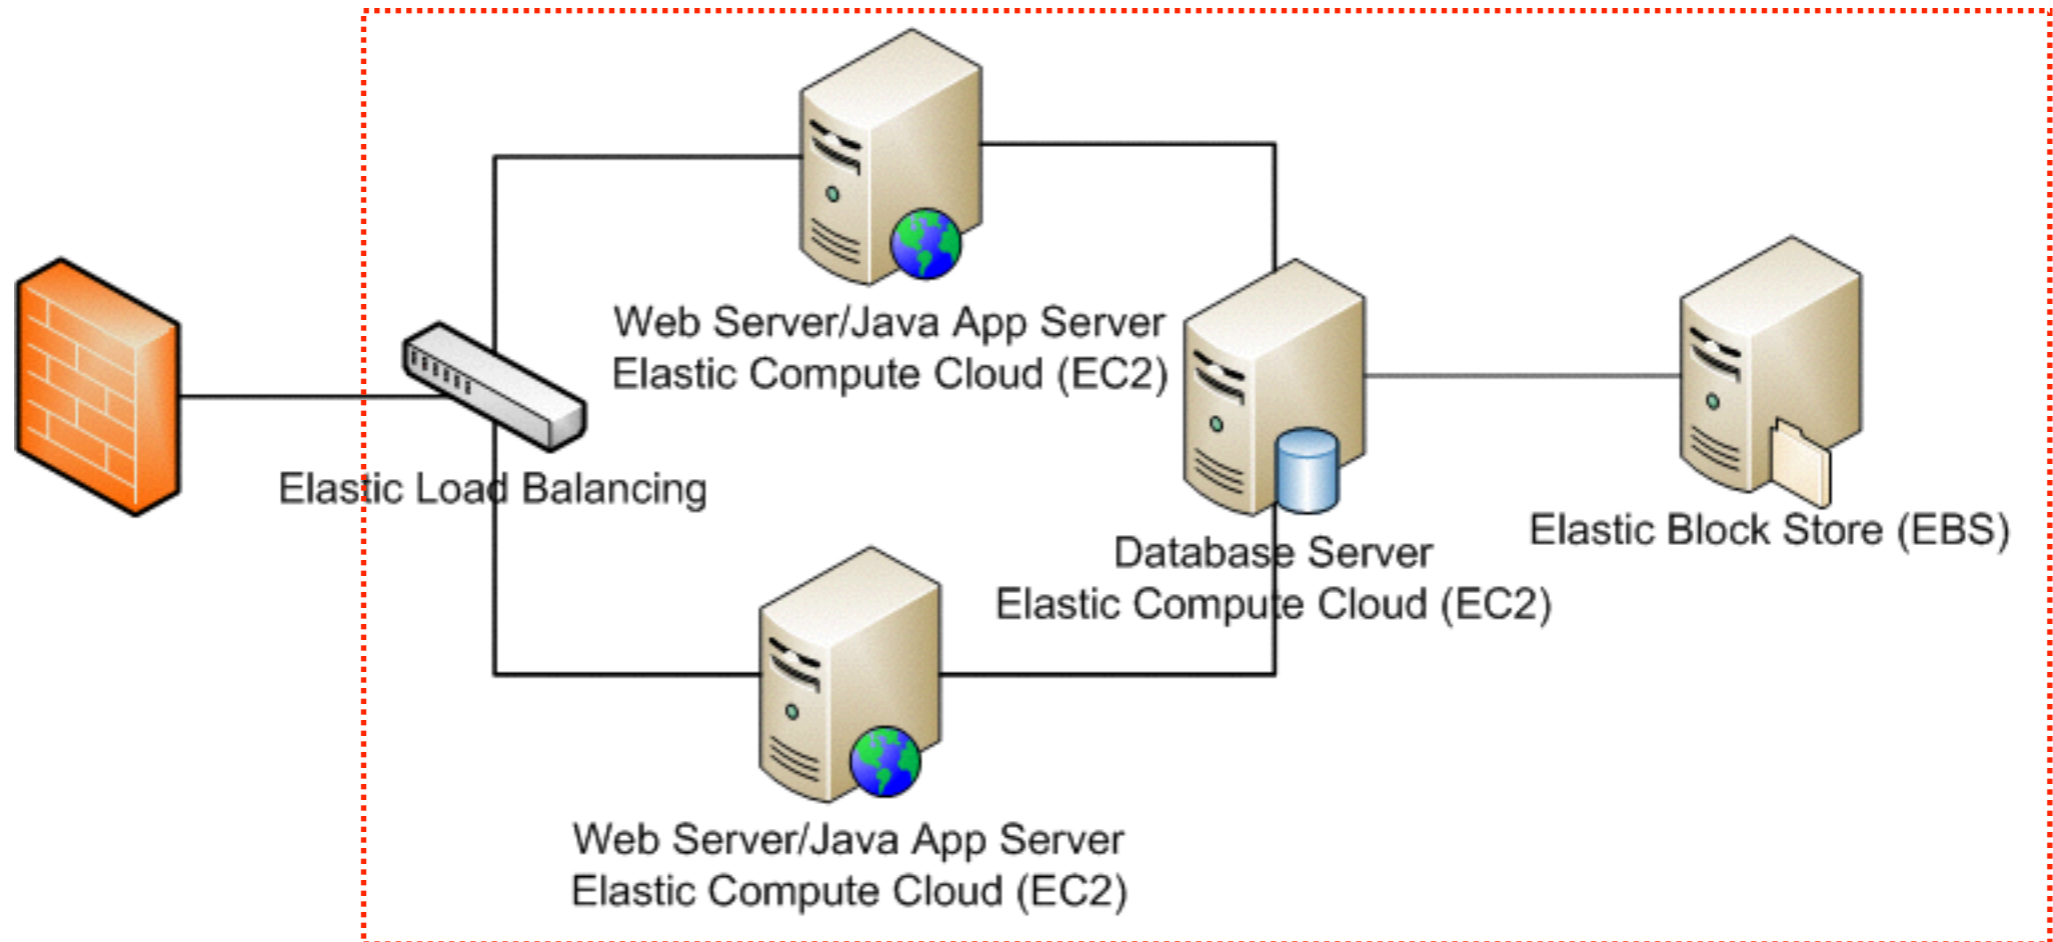 Web Server/Java App Server
Elastic Compute Cloud (EC2)
Elastic Load Balancing
Database Server
Elastic Compute Cloud (EC2)
Elastic Block Store (EBS)
Web Server/Java App Server
Elastic Compute Cloud (EC2)